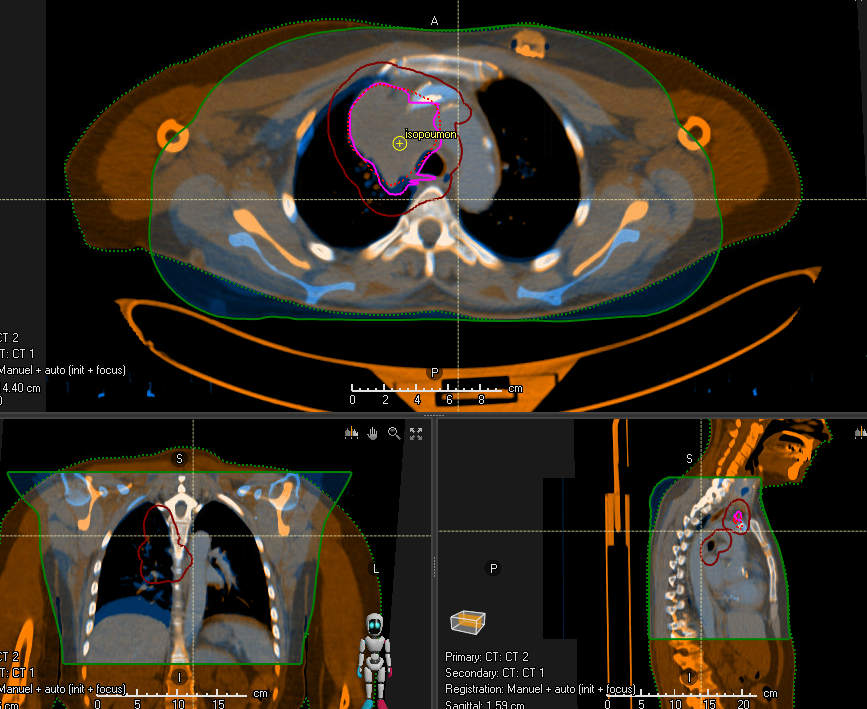 A
isopoumon
CT 2
T: CT 1
Manuel + auto (init + focus)
4.40 cm
0
P
cm
0 2 4 6 8
S
L
I
CT 2
T: CT 1
Manuel + auto (init + focus)
cm
0 5 10 15
S
P
I
Primary: CT: CT 2
Secondary: CT: CT 1
Registration: Manuel + auto (init + focus)
Sagittal: 1.59 cm
cm
0 5 10 15 20